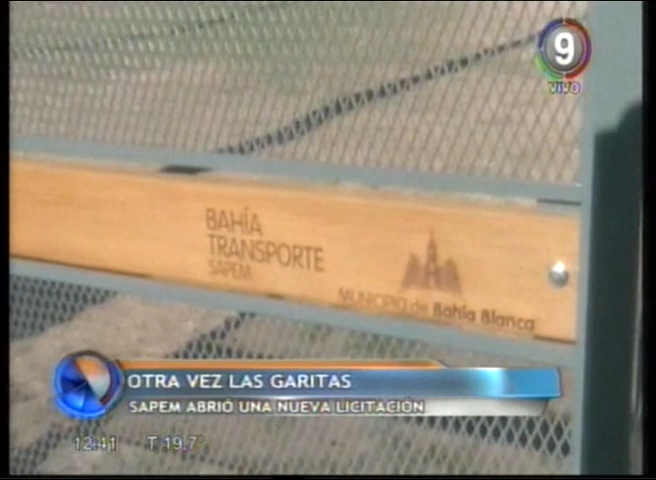 9
VIVO
BAHÍA
TRANSPORTE
SAPEM
MUNICIPIO de Bahía Blanca
OTRA VEZ LAS GARITAS
SAPEM ABRIÓ UNA NUEVA LICITACIÓN
12:41 T.19.7°